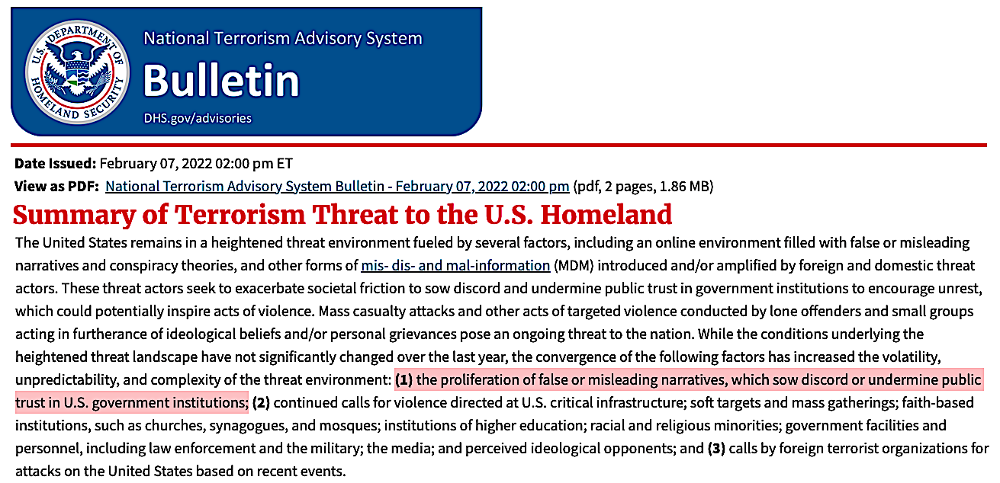 U.S. DEPARTMENT OF
HOMELAND SECURITY
National Terrorism Advisory System
Bulletin
DHS.gov/advisories
Date Issued: February 07, 2022 02:00 pm ET
View as PDF: National Terrorism Advisory System Bulletin - February 07, 2022 02:00 pm (pdf, 2 pages, 1.86 MB)
Summary of Terrorism Threat to the U.S. Homeland
The United States remains in a heightened threat environment fueled by several factors, including an online environment filled with false or misleading
narratives and conspiracy theories, and other forms of mis- dis- and mal-information (MDM) introduced and/or amplified by foreign and domestic threat
actors. These threat actors seek to exacerbate societal friction to sow discord and undermine public trust in government institutions to encourage unrest,
which could potentially inspire acts of violence. Mass casualty attacks and other acts of targeted violence conducted by lone offenders and small groups
acting in furtherance of ideological beliefs and/or personal grievances pose an ongoing threat to the nation. While the conditions underlying the
heightened threat landscape have not significantly changed over the last year, the convergence of the following factors has increased the volatility,
unpredictability, and complexity of the threat environment: (1) the proliferation of false or misleading narratives, which sow discord or undermine public
trust in U.S. government institutions; (2) continued calls for violence directed at U.S. critical infrastructure; soft targets and mass gatherings; faith-based
institutions, such as churches, synagogues, and mosques; institutions of higher education; racial and religious minorities; government facilities and
personnel, including law enforcement and the military; the media; and perceived ideological opponents; and (3) calls by foreign terrorist organizations for
attacks on the United States based on recent events.